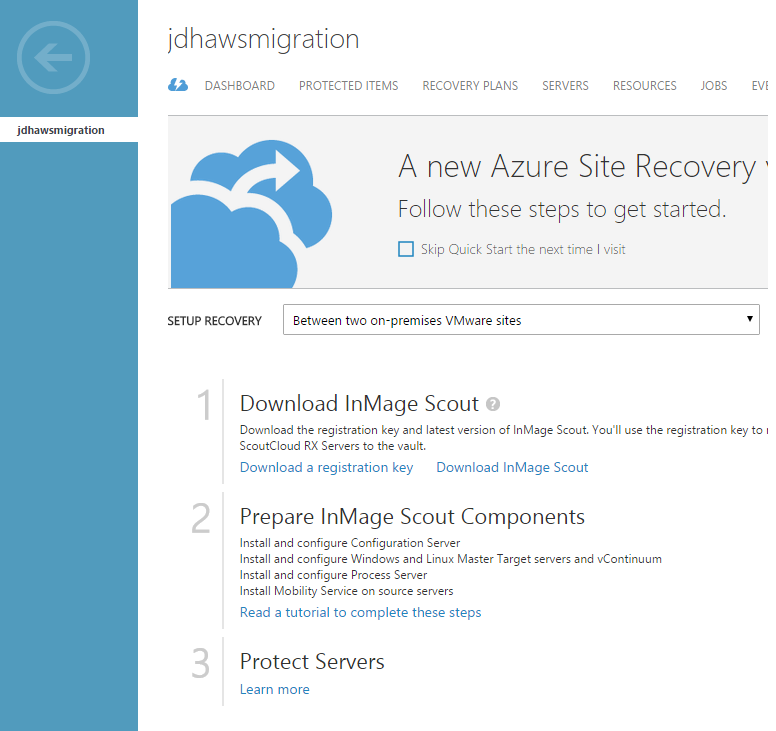 jdhawsmigration
DASHBOARD PROTECTED ITEMS RECOVERY PLANS SERVERS RESOURCES JOBS
jdhawsmigration
A new Azure Site Recovery
Follow these steps to get started.
Skip Quick Start the next time I visit
SETUP RECOVERY Between two on-premises VMware sites
1 Download InMage Scout ?
Download the registration key and latest version of InMage Scout. You'll use the registration key to
ScoutCloud RX Servers to the vault.
Download a registration key Download InMage Scout
2 Prepare InMage Scout Components
Install and configure Configuration Server
Install and configure Windows and Linux Master Target servers and vContinuum
Install and configure Process Server
Install Mobility Service on source servers
Read a tutorial to complete these steps
3 Protect Servers
Learn more